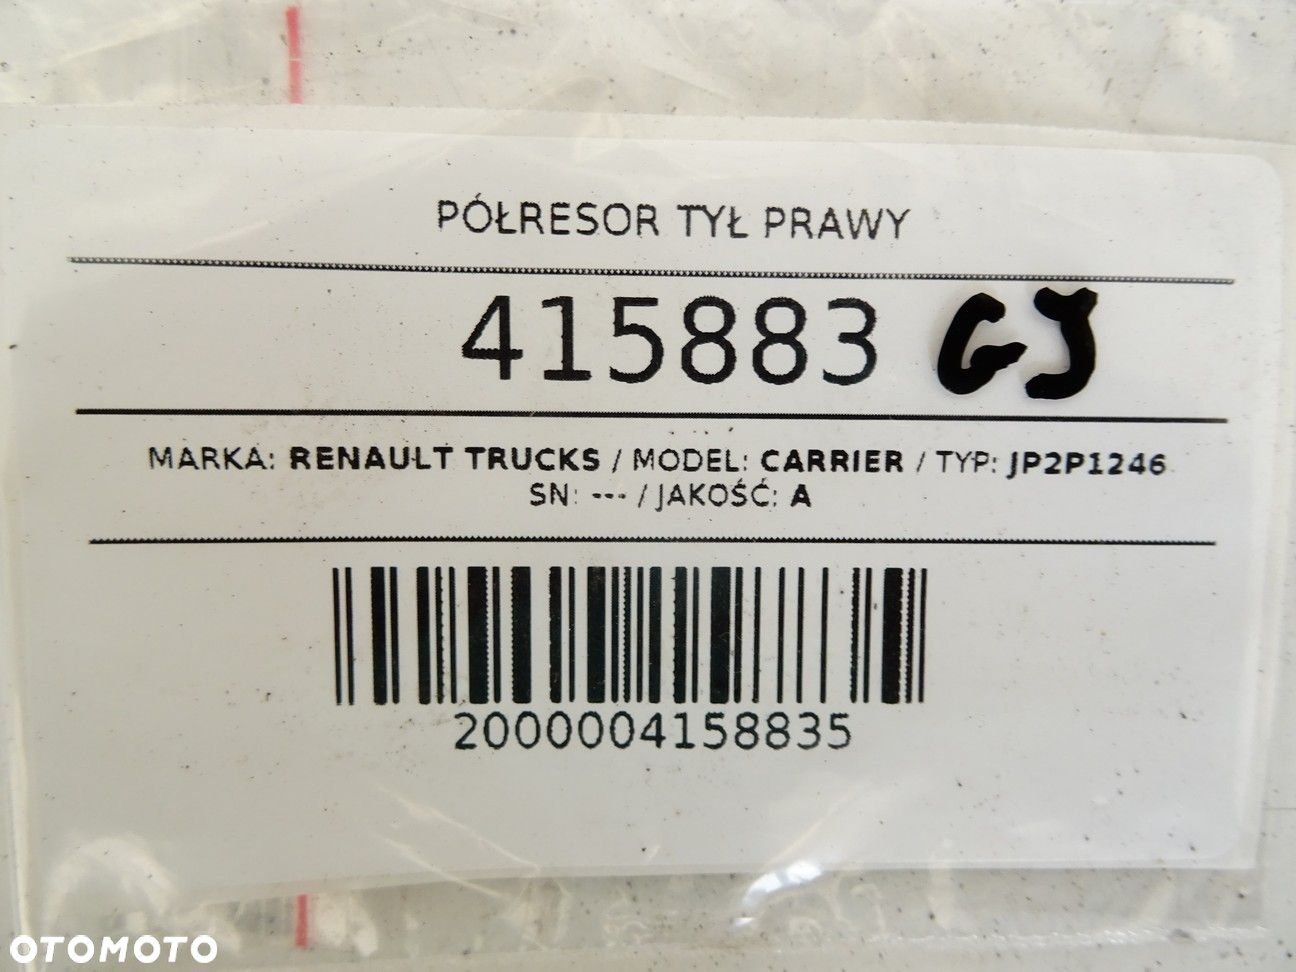 PÓŁRESOR TYŁ PRAWY
415883 GJ
MARKA: RENAULT TRUCKS / MODEL: CARRIER / TYP: JP2P1246
SN: --- / JAKOŚĆ: A
2000004158835
OTOMOTO